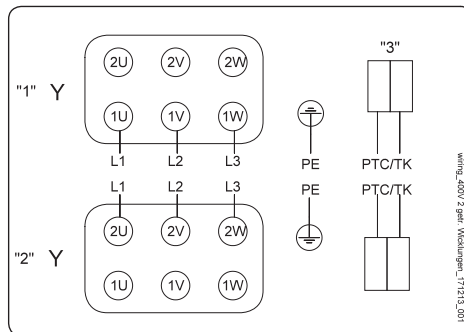 "3"
2U 2V 2W
"1" Y
1U 1V 1W
L1 L2 L3 PE PTC/TK
L1 L2 L3 PE PTC/TK
2U 2V 2W
"2" Y
1U 1V 1W
wiring_400V 2 getr. Wicklungen_171213_001